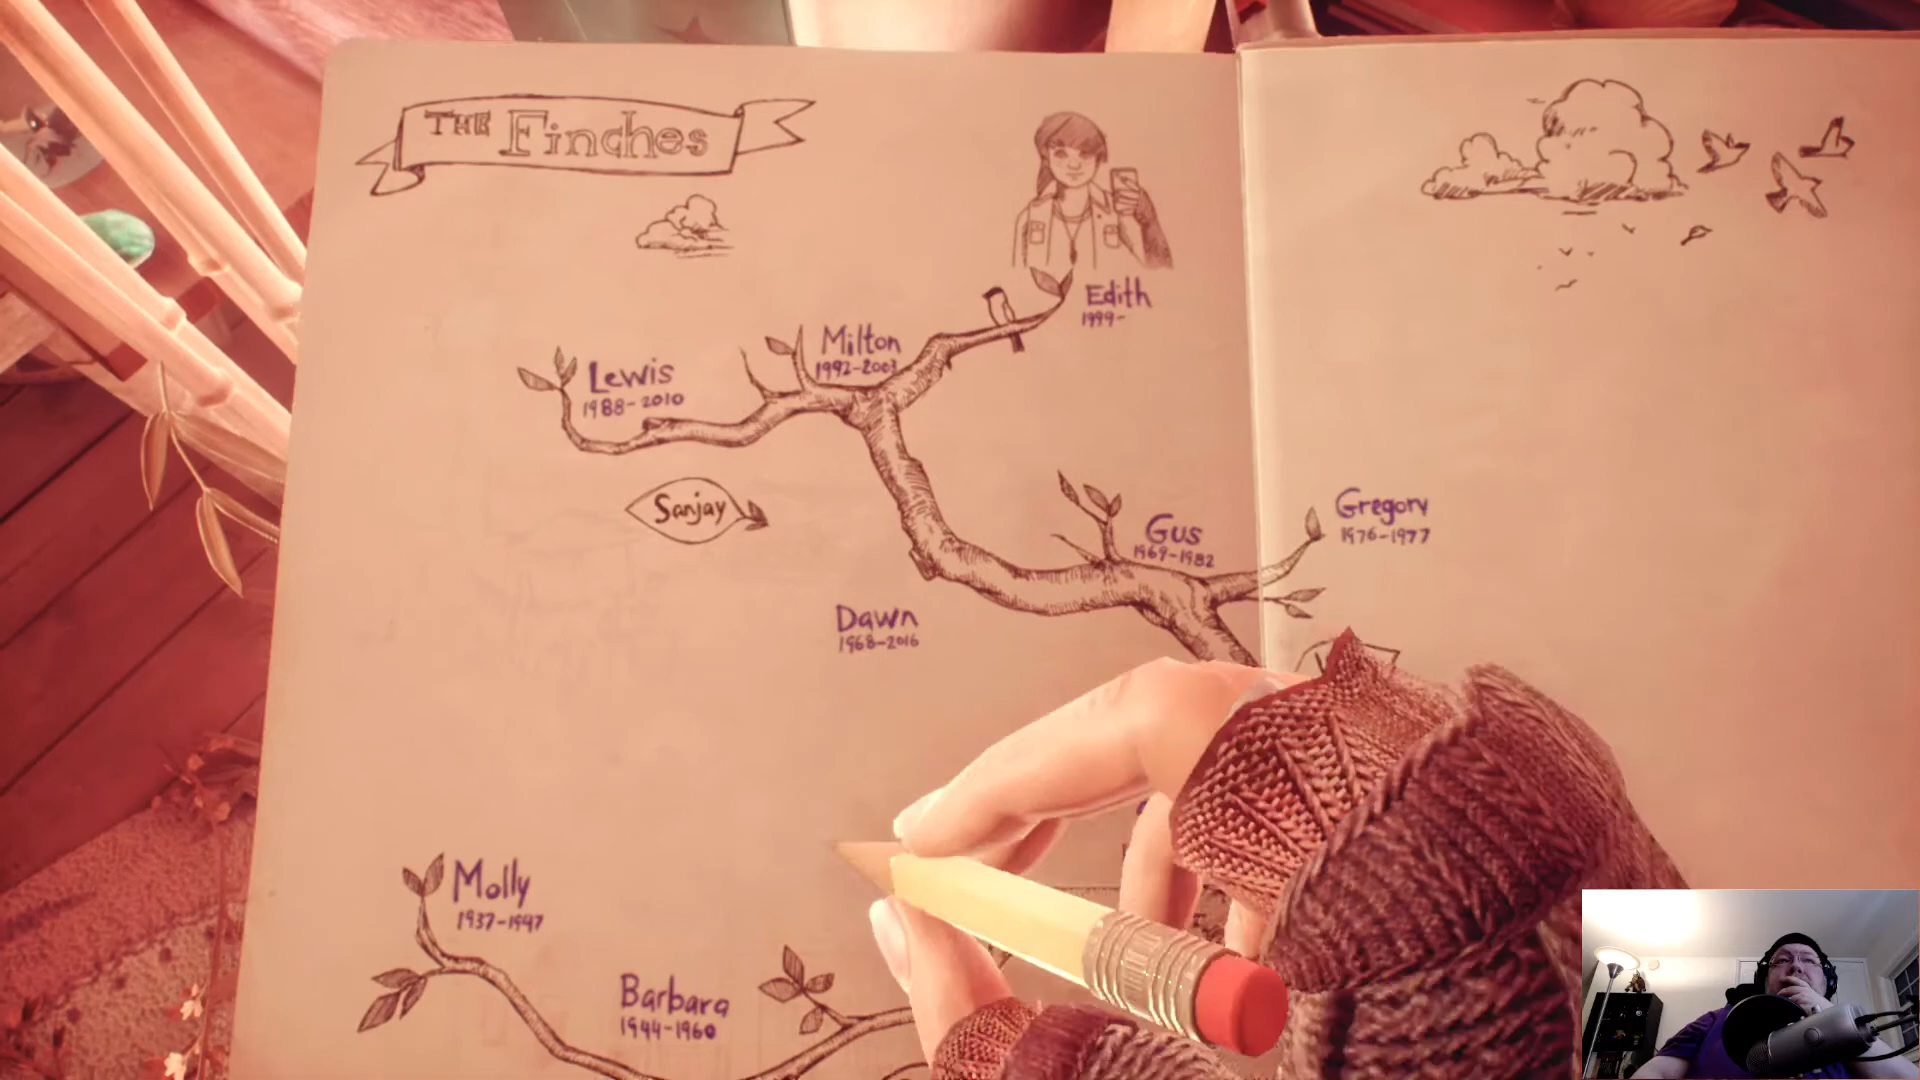 THE Finches
Edith
1999-
Milton
1992-2003
Lewis
1988-2010
Sanjay
Gregory
1976-1977
Gus
1969-1982
Dawn
1968-2016
Molly
1937-1947
Barbara
1944-1960